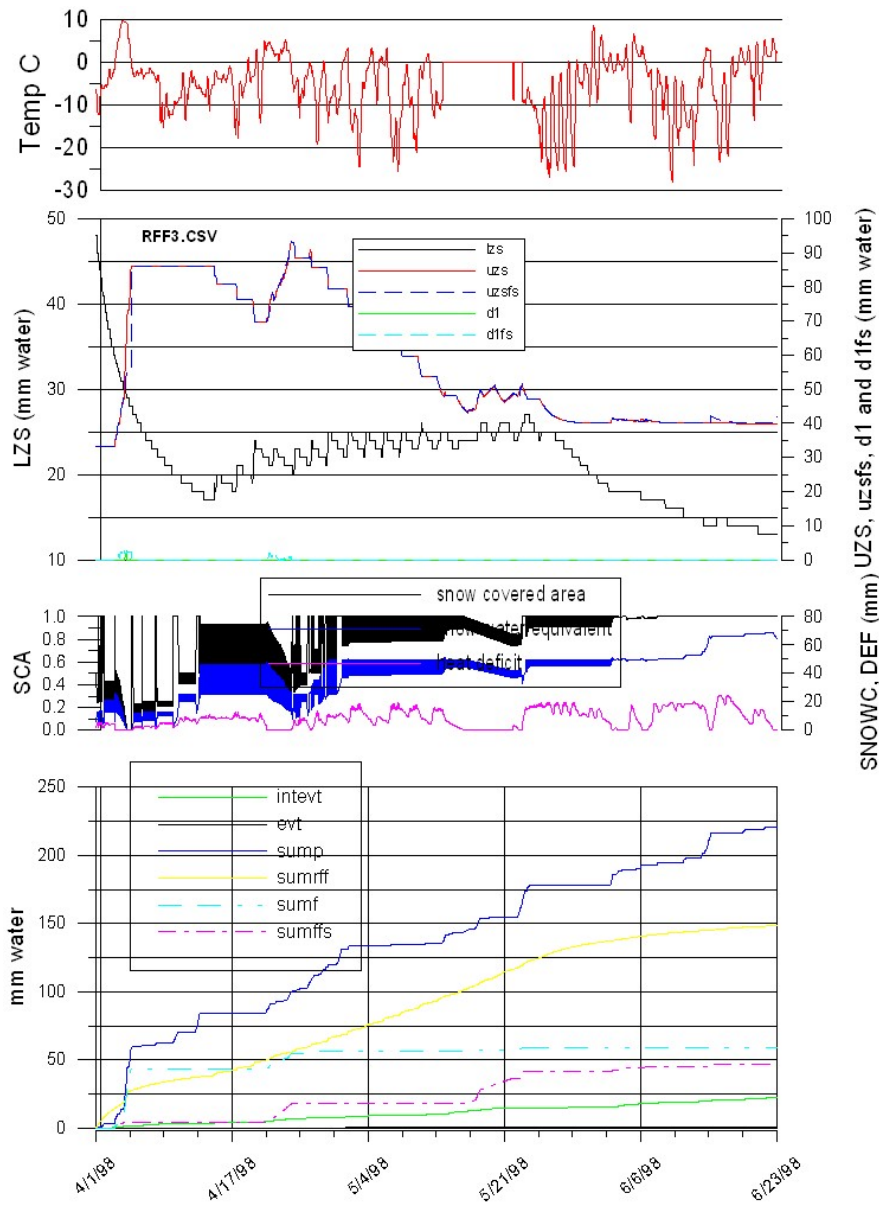 10
0
-10
-20
-30
Temp C
50
40
30
20
10
LZS (mm water)
RFF3.CSV
lzs
uzs
uzsfs
d1
d1fs
100
90
80
70
60
50
40
30
20
10
0
UZS, uzsfs, d1 and d1fs (mm water)
1.0
0.8
0.6
0.4
0.2
0.0
SCA
snow covered area
snow water equivalent
heat deficit
80
60
40
20
0
SNOWC, DEF (mm)
250
200
150
100
50
0
mm water
intevt
evt
sump
sumrff
sumf
sumffs
4/1/98
4/17/98
5/4/98
5/21/98
6/6/98
6/23/98